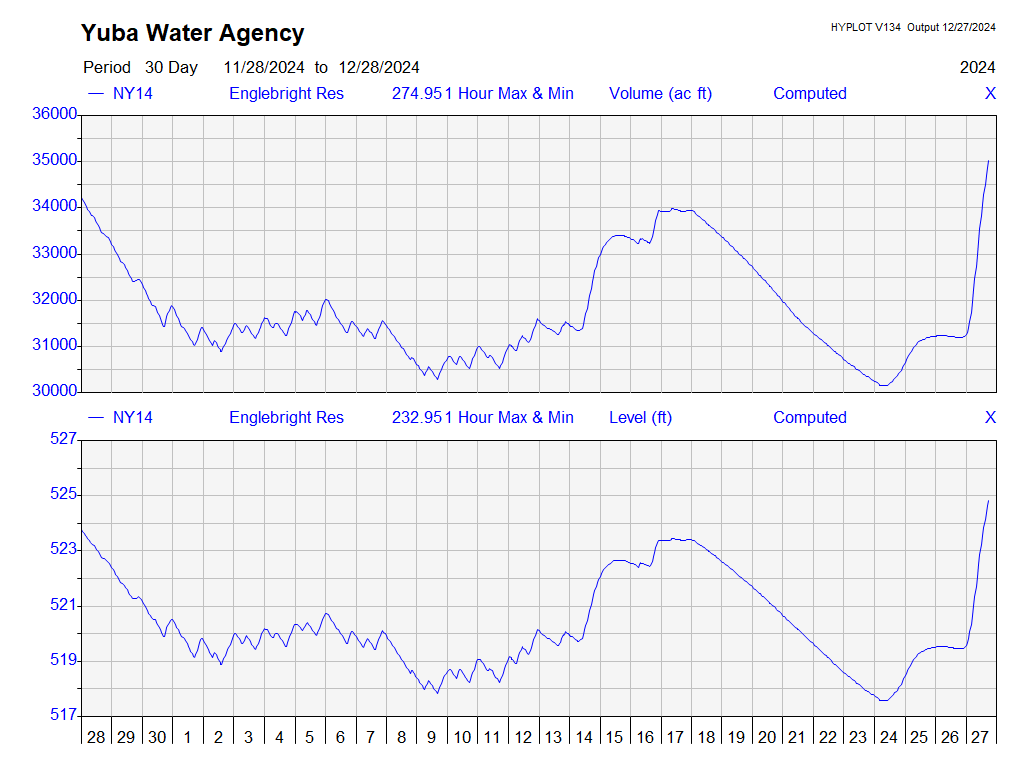 Yuba Water Agency
HYPLOT V134 Output 12/27/2024
Period 30 Day 11/28/2024 to 12/28/2024
2024
NY14 Englebright Res 274.951 Hour Max & Min Volume (ac ft) Computed X
36000
35000
34000
33000
32000
31000
30000
NY14 Englebright Res 232.951 Hour Max & Min Level (ft) Computed X
527
525
523
521
519
517
28 29 30 1 2 3 4 5 6 7 8 9 10 11 12 13 14 15 16 17 18 19 20 21 22 23 24 25 26 27